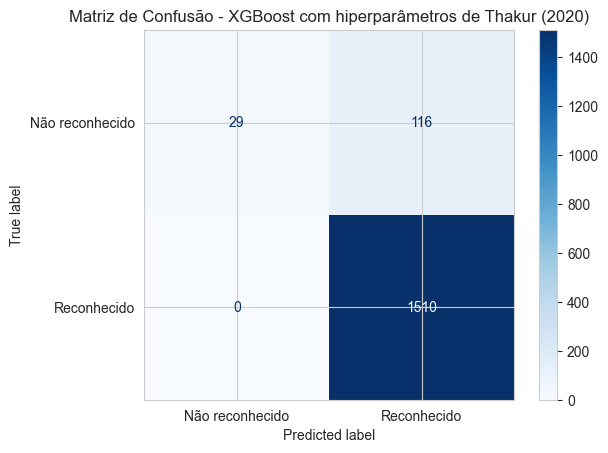 Matriz de Confusão - XGBoost com hiperparâmetros de Thakur (2020)
True label
Não reconhecido
29
116
Reconhecido
0
1510
Não reconhecido
Reconhecido
Predicted label
1400
1200
1000
800
600
400
200
0